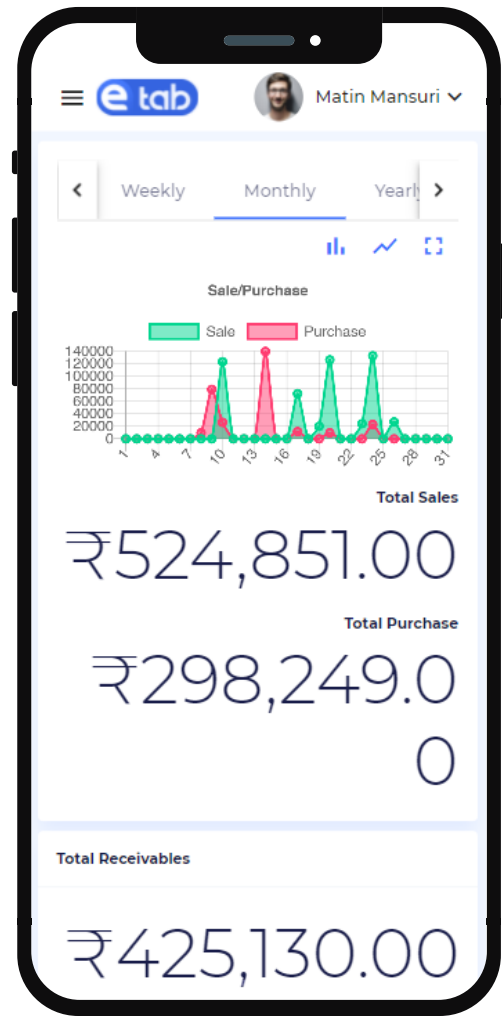 e tab
Matin Mansuri
Weekly Monthly Yearly
Sale/Purchase
Sale Purchase
140000
120000
100000
80000
60000
40000
20000
0
1 4 7 10 13 16 19 22 25 28 31
Total Sales
₹524,851.00
Total Purchase
₹298,249.0
0
Total Receivables
₹425,130.00